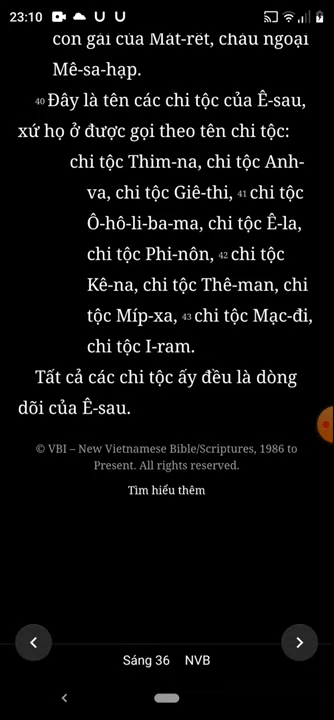 23:10
con gái của Mát-rết, cháu ngoại
Mê-sa-hạp.
40 Đây là tên các chi tộc của Ê-sau,
xứ họ ở được gọi theo tên chi tộc:
chi tộc Thim-na, chi tộc Anh-
va, chi tộc Giê-thi, 41 chi tộc
Ô-hô-li-ba-ma, chi tộc Ê-la,
chi tộc Phi-nôn, 42 chi tộc
Kê-na, chi tộc Thê-man, chi
tộc Míp-xa, 43 chi tộc Mạc-đi,
chi tộc I-ram.
Tất cả các chi tộc ấy đều là dòng
dõi của Ê-sau.
© VBI – New Vietnamese Bible/Scriptures, 1986 to
Present. All rights reserved.
Tìm hiểu thêm
Sáng 36 NVB